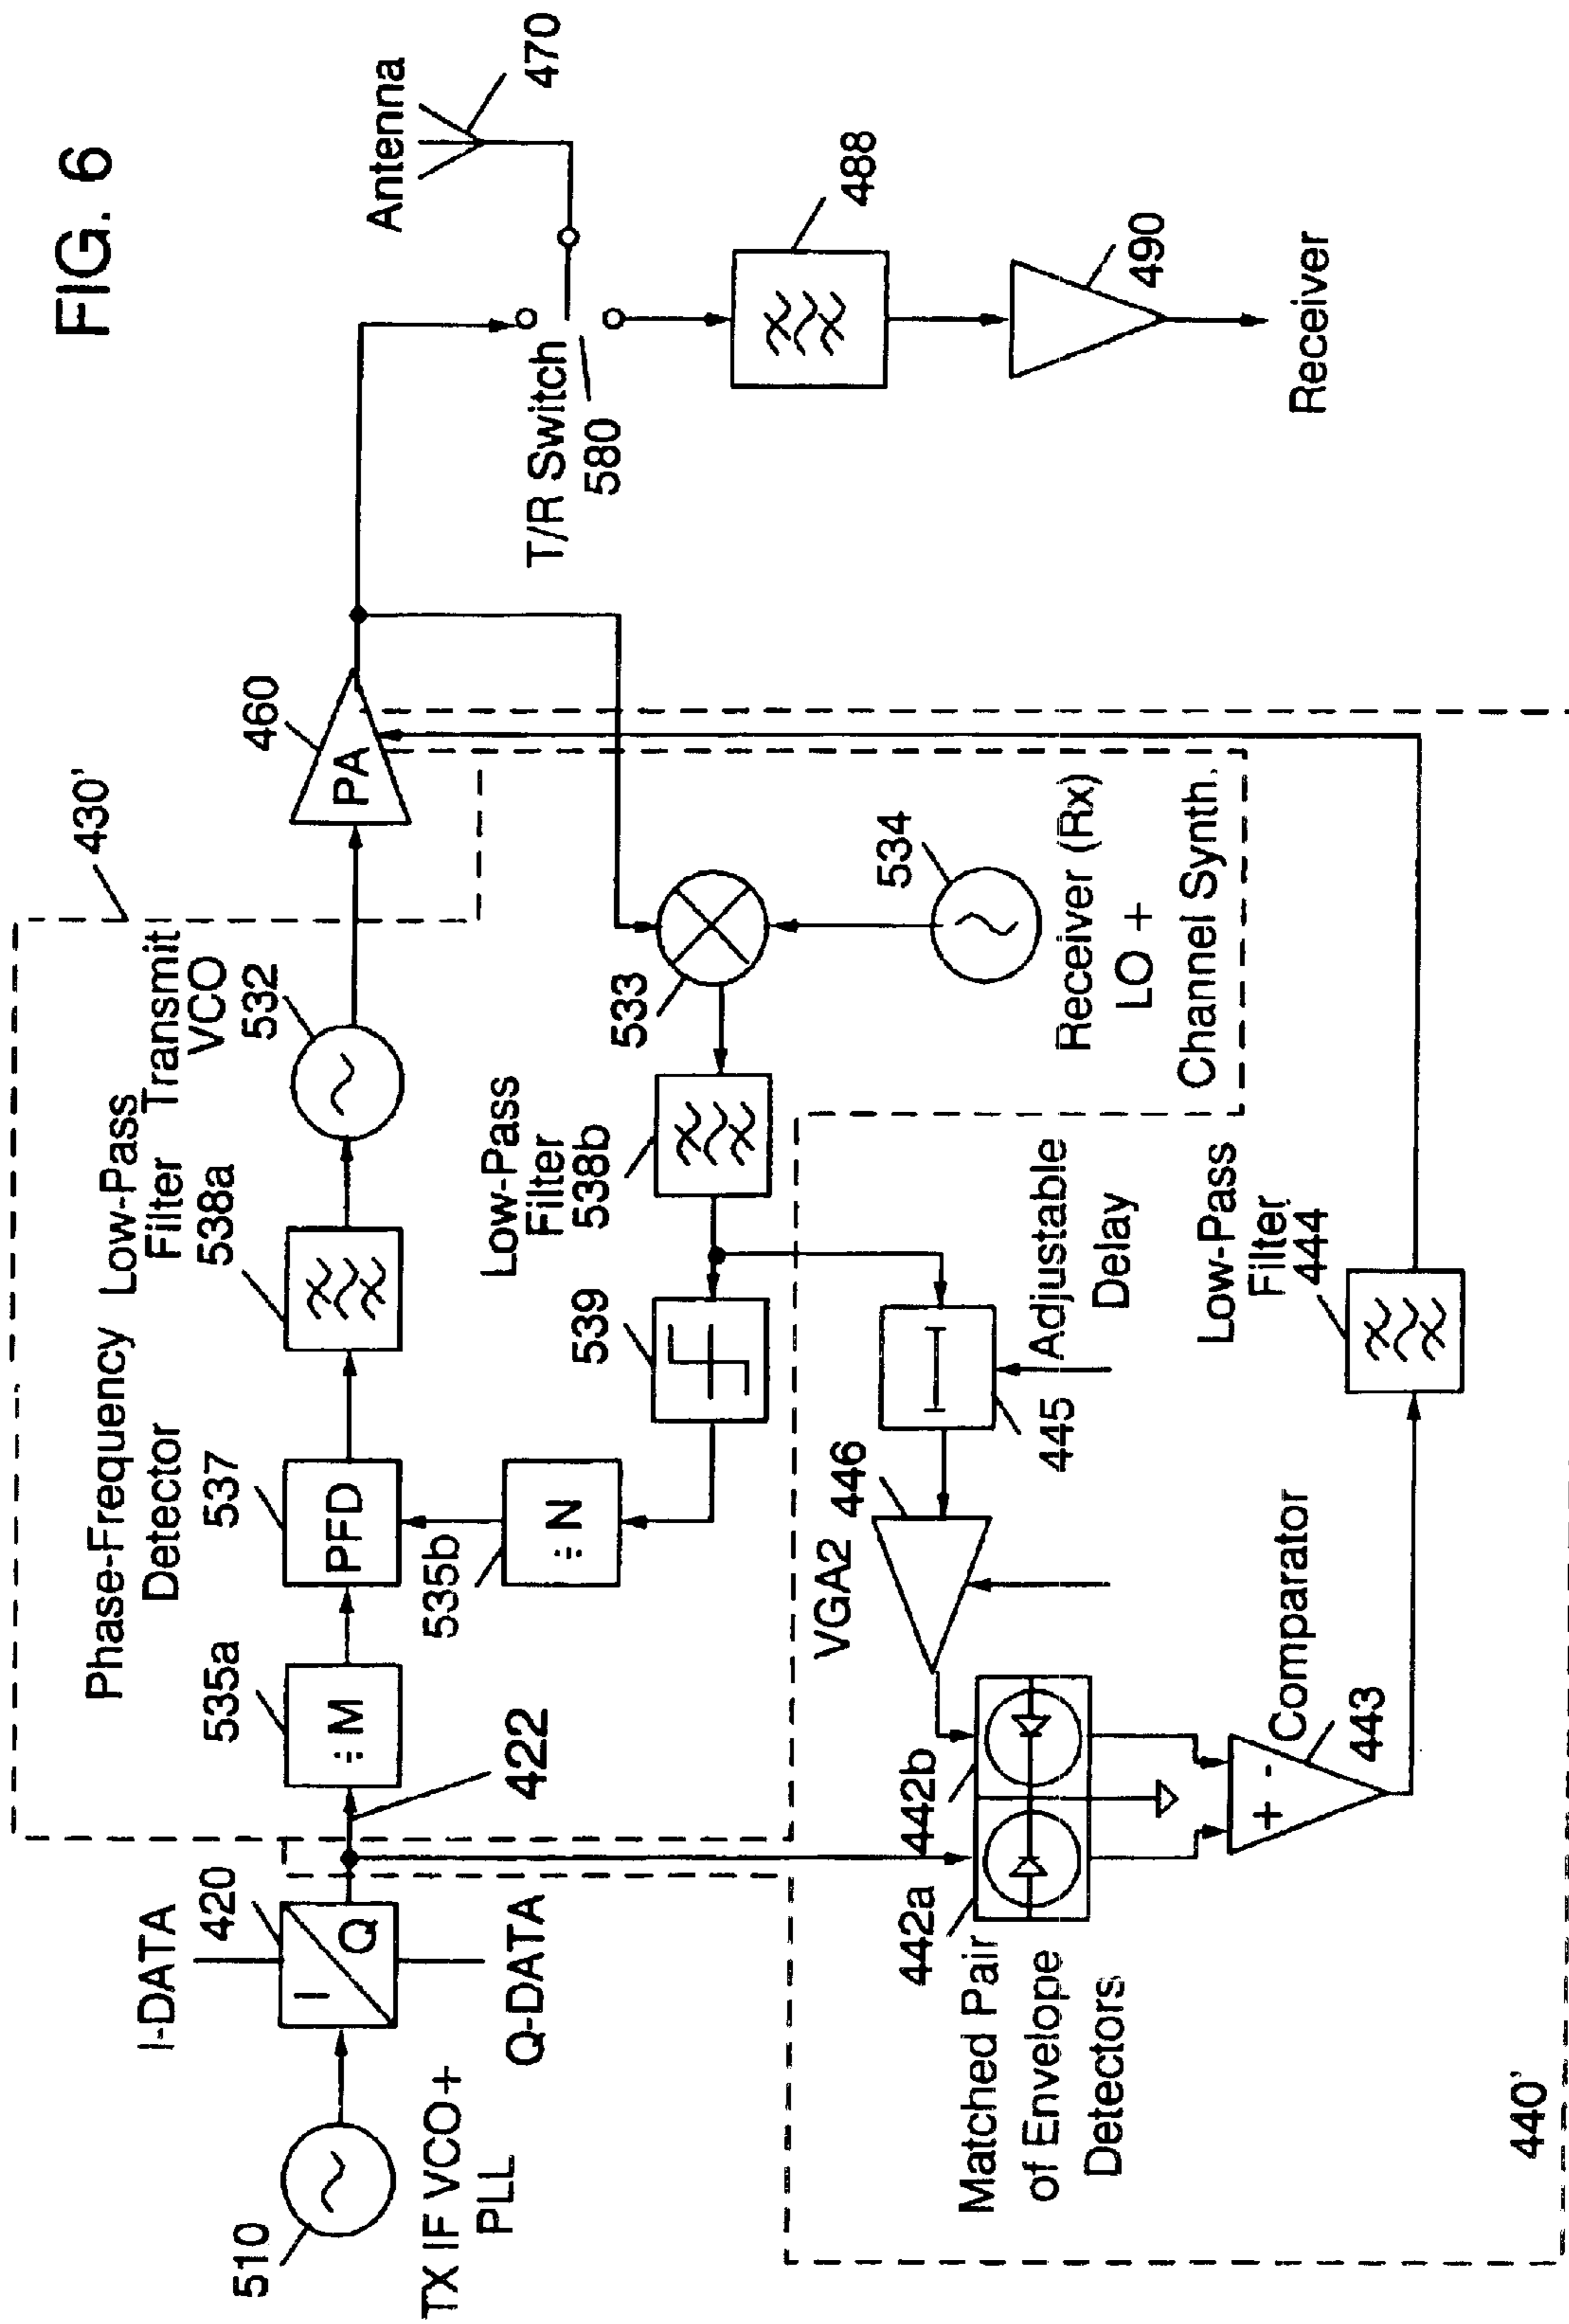 FIG. 6
430'
Antenna
470
460
PA
Phase-Frequency
Detector
537
PFD
Low-Pass
Filter
538a
Transmit
VCO
532
I-DATA
420
I
Q
Q-DATA
510
TX IF VCO+
PLL
535a
÷M
422
535b
÷N
539
Low-Pass
Filter
538b
533
534
Receiver (Rx)
LO +
Channel Synth.
T/R Switch
580
488
490
Receiver
VGA2
446
445
Adjustable
Delay
442a
442b
Matched Pair
of Envelope
Detectors
+
-
Comparator
443
Low-Pass
Filter
444
440'